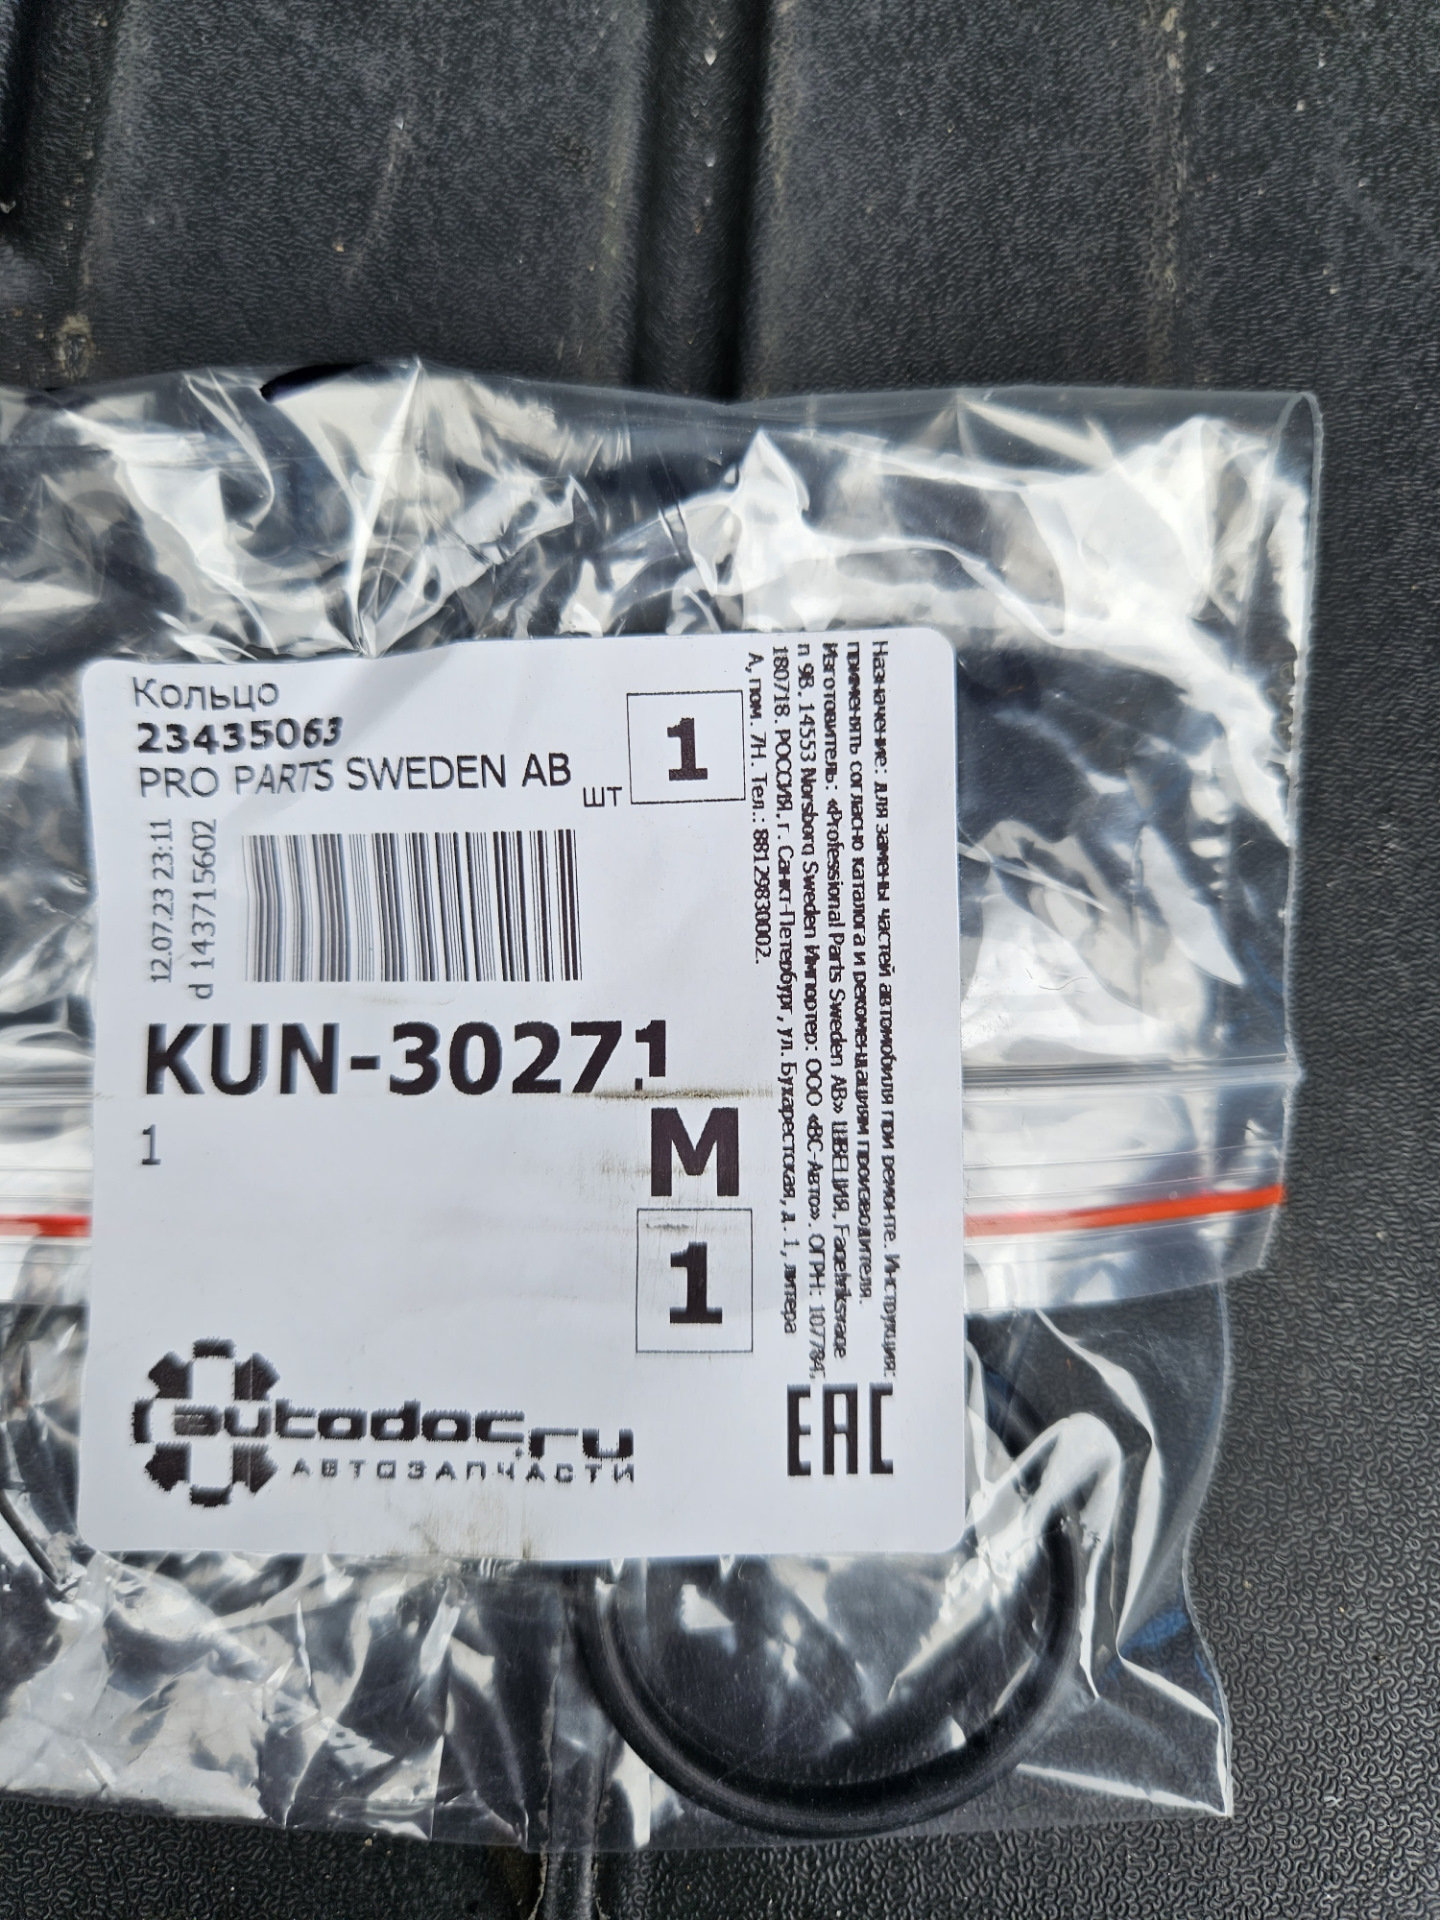 Кольцо
23435063
PRO PARTS SWEDEN AB
шт
1
12.07.23 23:11
d 143715602
KUN-30271
1
M
1
autodoc.ru
АВТОЗАПЧАСТИ
Назначение: для замены частей автомобиля при ремонте. Инструкция:
применять согласно каталога и рекомендациям производителя.
Изготовитель: «Professional Parts Sweden AB» ШВЕЦИЯ, Fagelviksvage
n 9B. 14553 Norsborg Sweden Импортер: ООО «ВС-Авто». ОГРН: 107784,
180718. РОССИЯ, г. Санкт-Петербург, ул. Бухарестская, д. 1, литера
А, пом. 7Н. Тел.: 88129830002.
EAC